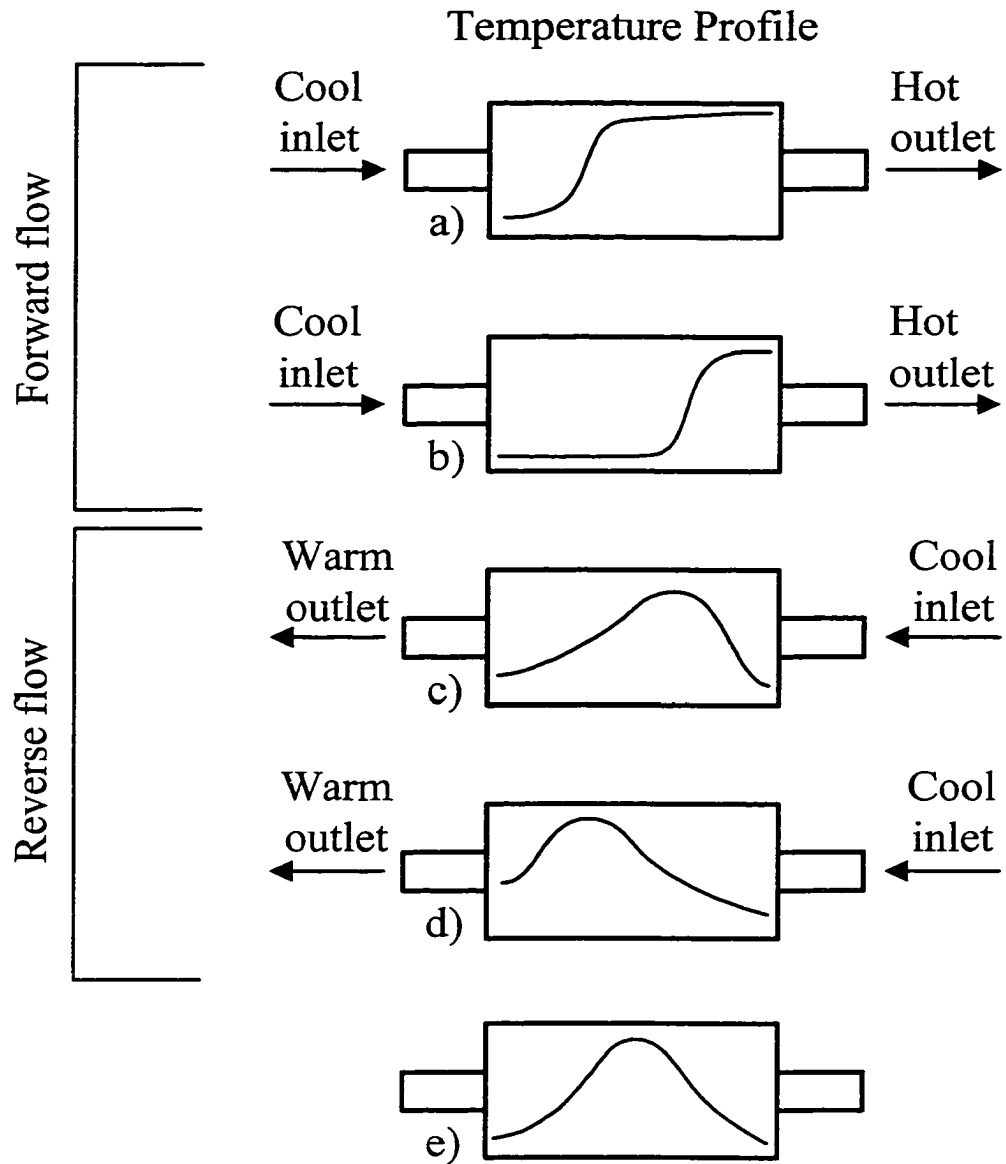 Temperature Profile
Forward flow
Cool
inlet
Hot
outlet
a)
Cool
inlet
Hot
outlet
b)
Reverse flow
Warm
outlet
Cool
inlet
c)
Warm
outlet
Cool
inlet
d)
e)